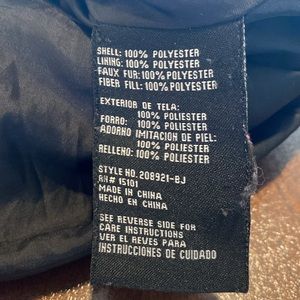 SHELL: 100% POLYESTER
LINING: 100% POLYESTER
FAUX FUR: 100% POLYESTER
FIBER FILL: 100% POLYESTER
EXTERIOR DE TELA:
100% POLIESTER
FORRO: 100% POLIESTER
ADORNO IMITACION DE PIEL:
100% POLIESTER
RELLENO: 100% POLIESTER
STYLE NO. 208921-BJ
RN# 15101
MADE IN CHINA
HECHO EN CHINA
SEE REVERSE SIDE FOR
CARE INSTRUCTIONS
VER EL REVES PARA
INSTRUCCIONES DE CUIDADO